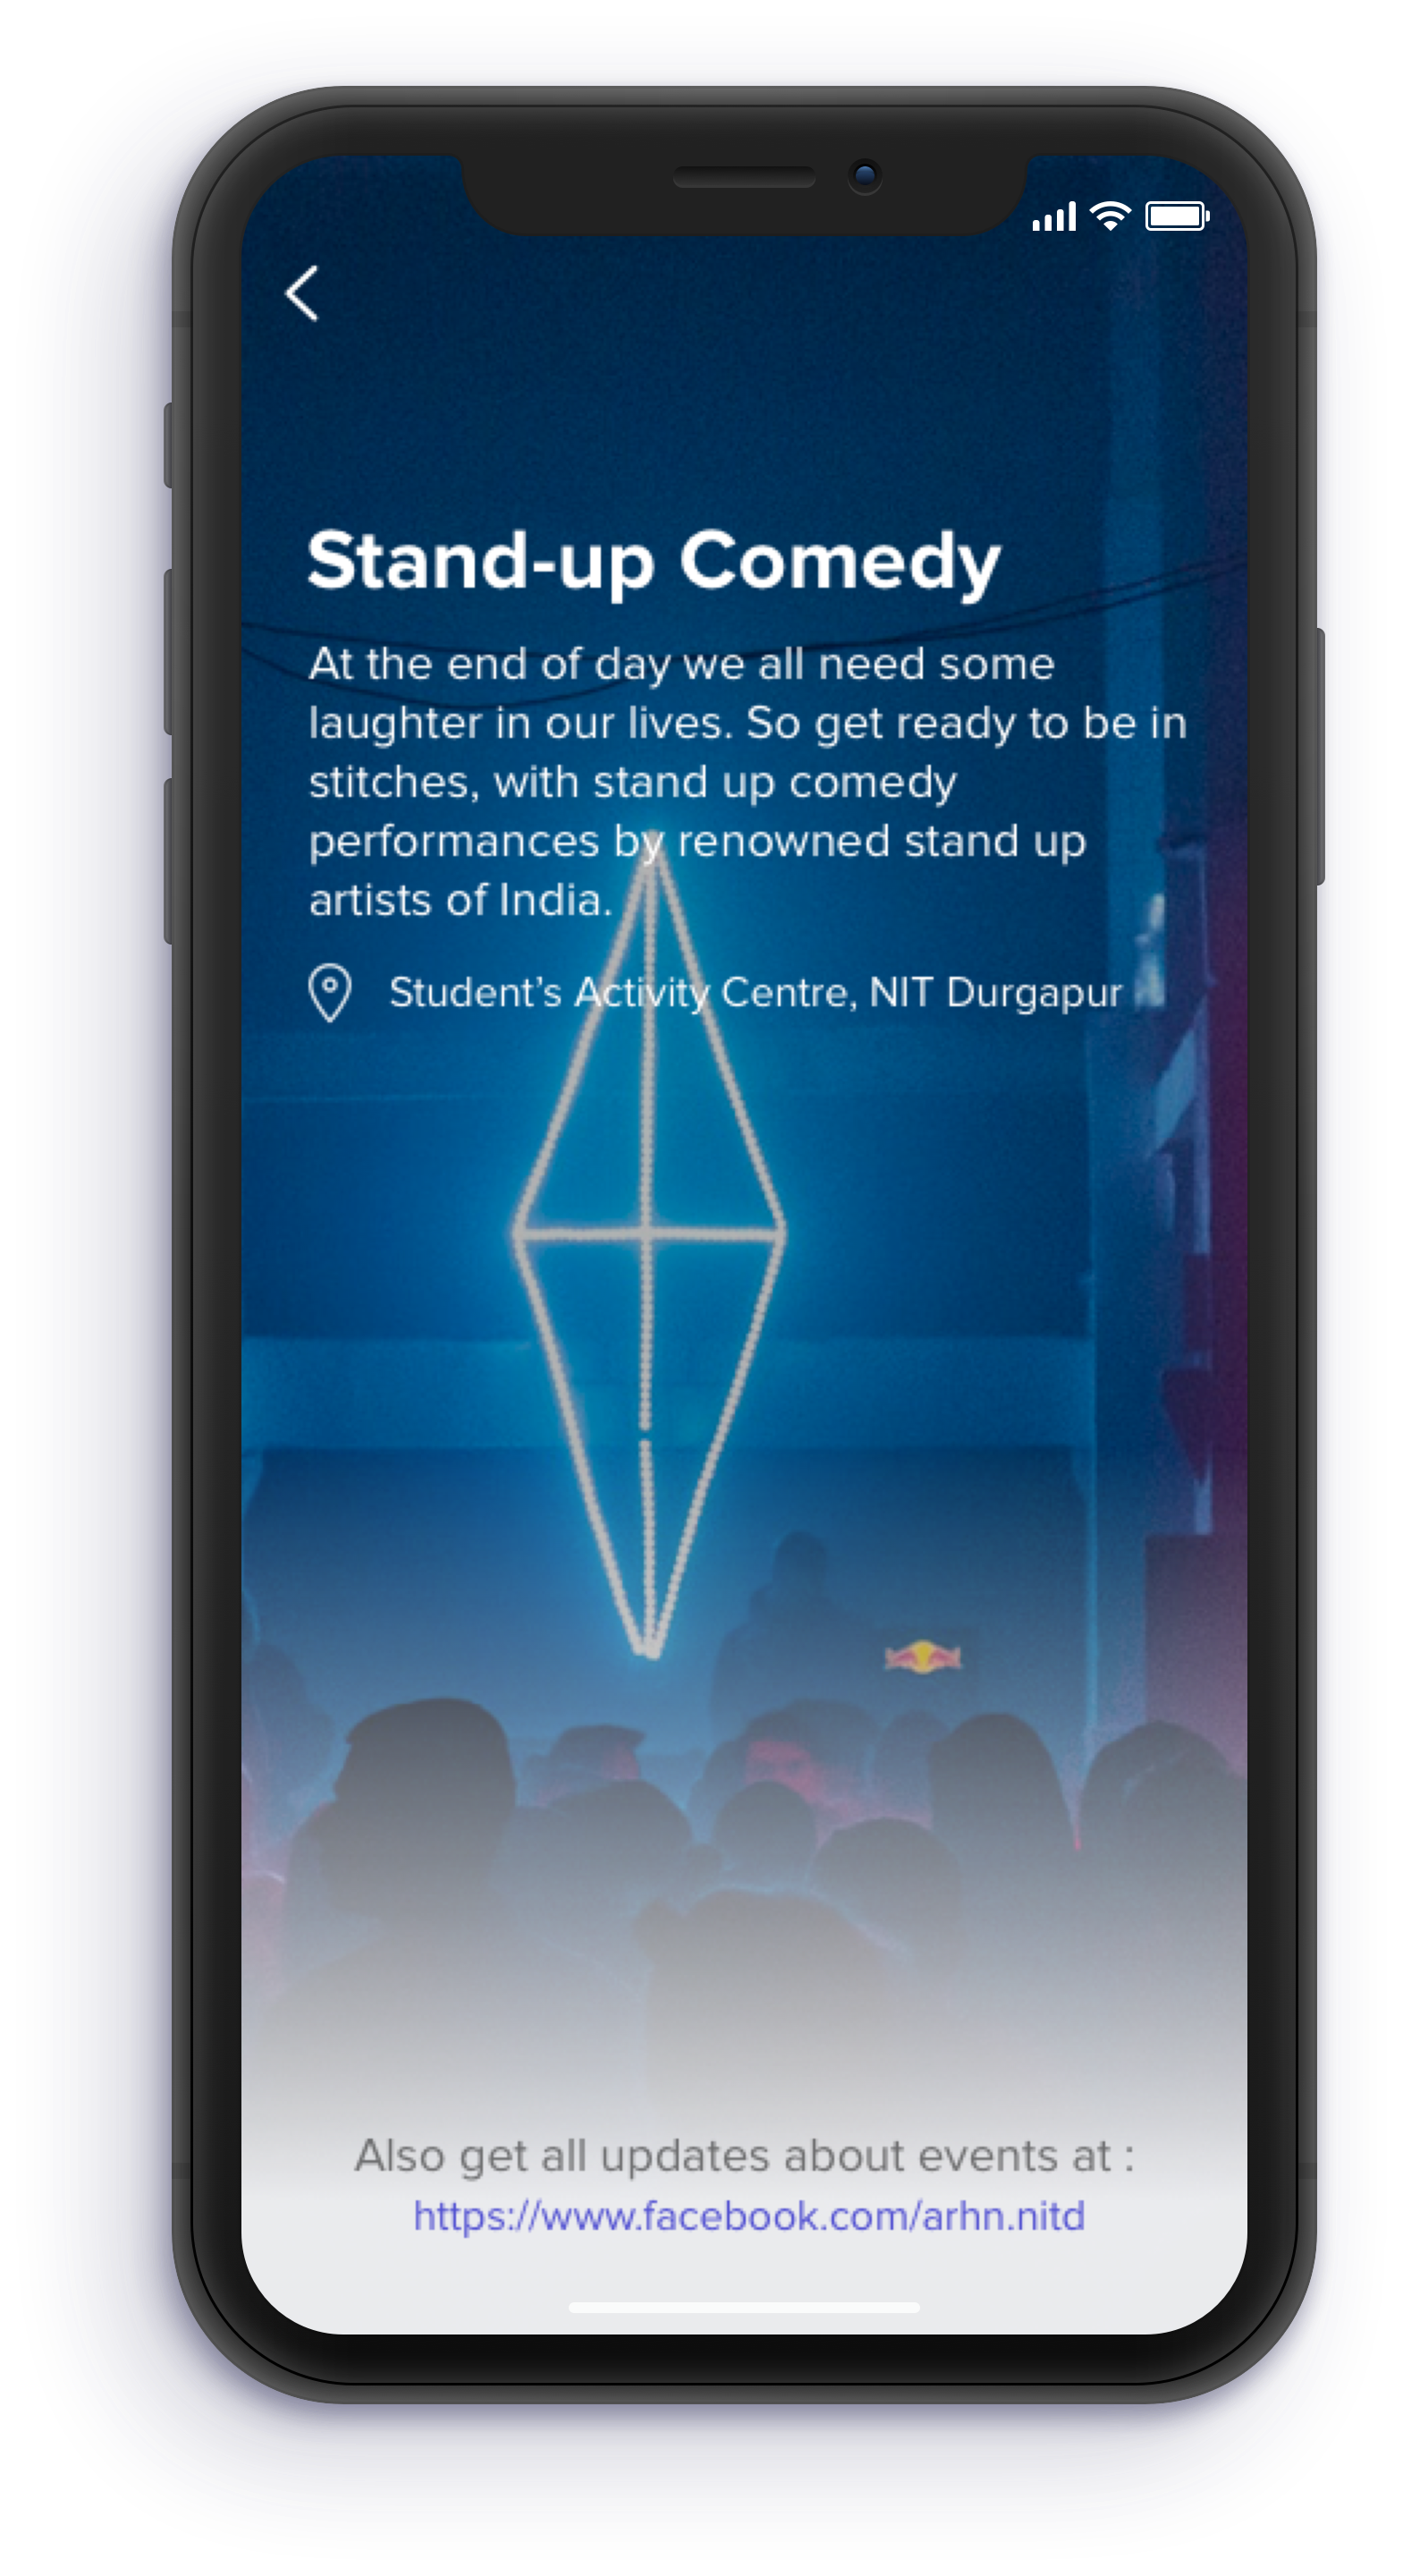 Stand-up Comedy
At the end of day we all need some
laughter in our lives. So get ready to be in
stitches, with stand up comedy
performances by renowned stand up
artists of India.
Student’s Activity Centre, NIT Durgapur
Also get all updates about events at :
https://www.facebook.com/arhn.nitd